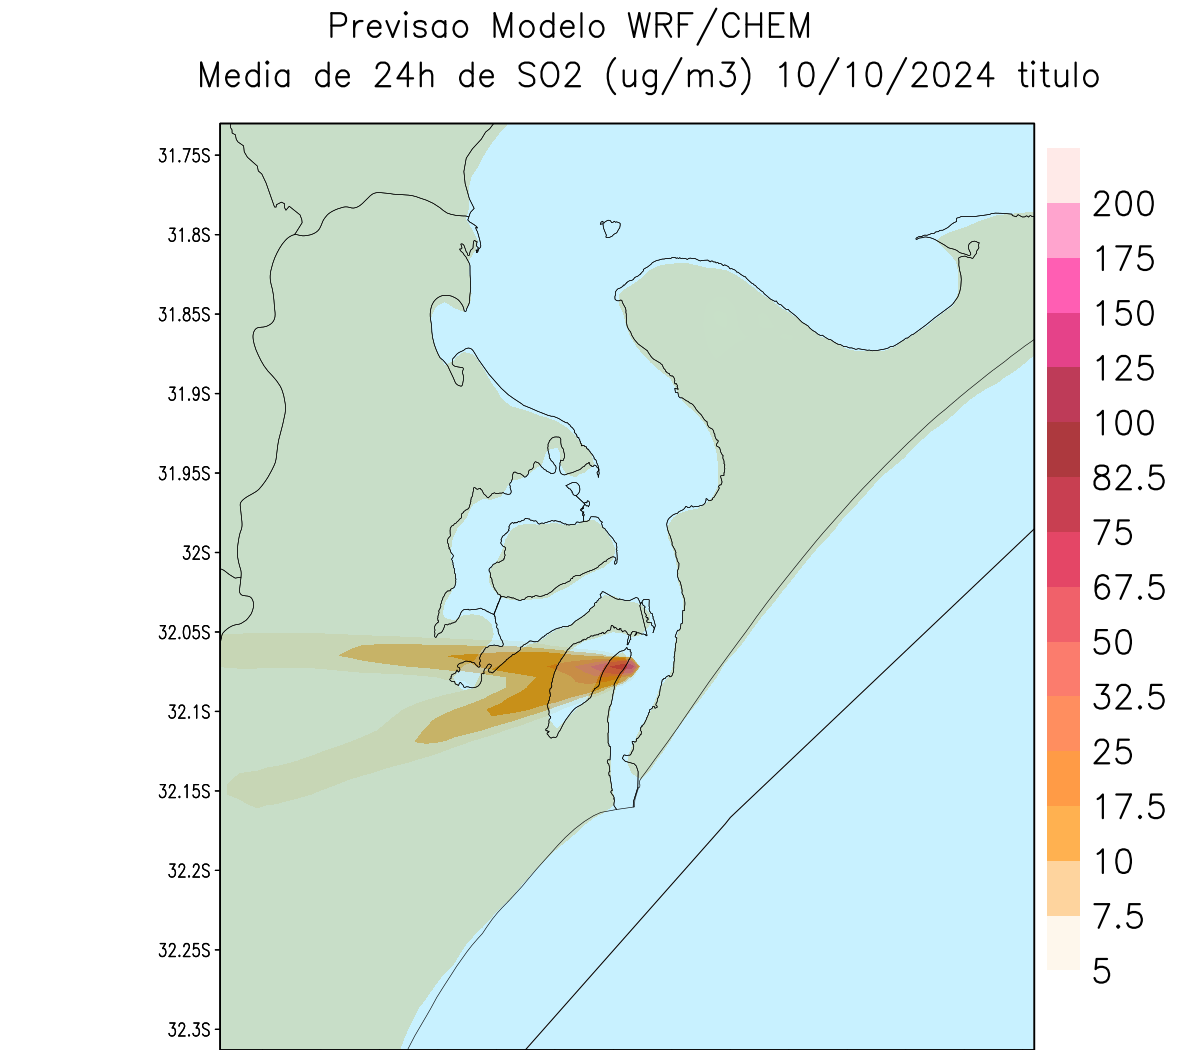 Previsao Modelo WRF/CHEM
Media de 24h de SO2 (ug/m3) 10/10/2024 titulo
31.75S
31.8S
31.85S
31.9S
31.95S
32S
32.05S
32.1S
32.15S
32.2S
32.25S
32.3S
200
175
150
125
100
82.5
75
67.5
50
32.5
25
17.5
10
7.5
5